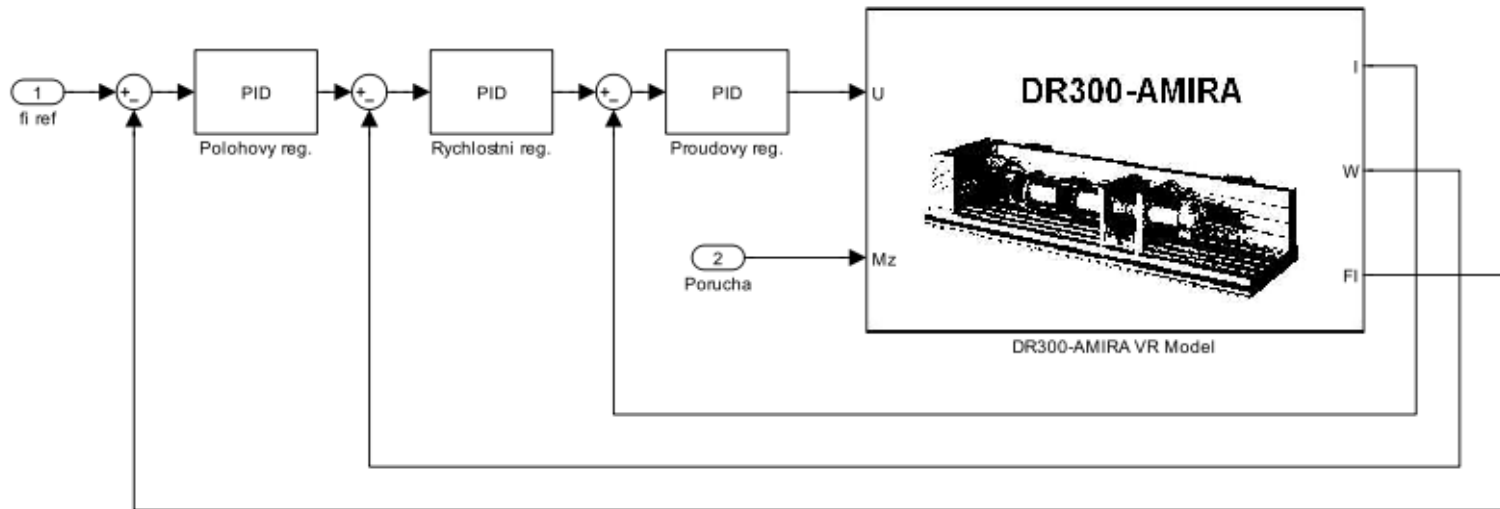 1
fi ref
+
-
PID
Polohovy reg.
+
-
PID
Rychlostni reg.
+
-
PID
Proudovy reg.
U
DR300-AMIRA
I
W
2
Porucha
Mz
FI
DR300-AMIRA VR Model